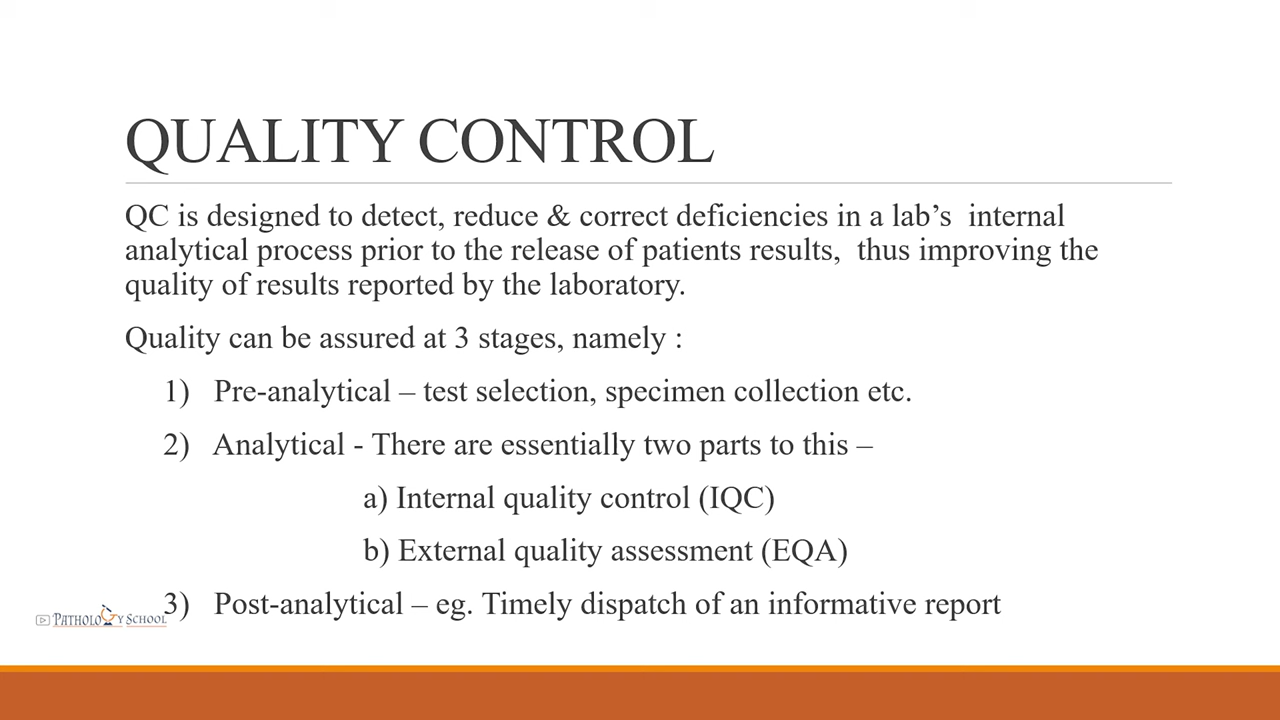 QUALITY CONTROL
QC is designed to detect, reduce & correct deficiencies in a lab’s  internal
analytical process prior to the release of patients results,  thus improving the
quality of results reported by the laboratory.
Quality can be assured at 3 stages, namely :
1)   Pre-analytical – test selection, specimen collection etc.
2)   Analytical - There are essentially two parts to this –
a) Internal quality control (IQC)
b) External quality assessment (EQA)
3)   Post-analytical – eg. Timely dispatch of an informative report
PATHOLOGY SCHOOL